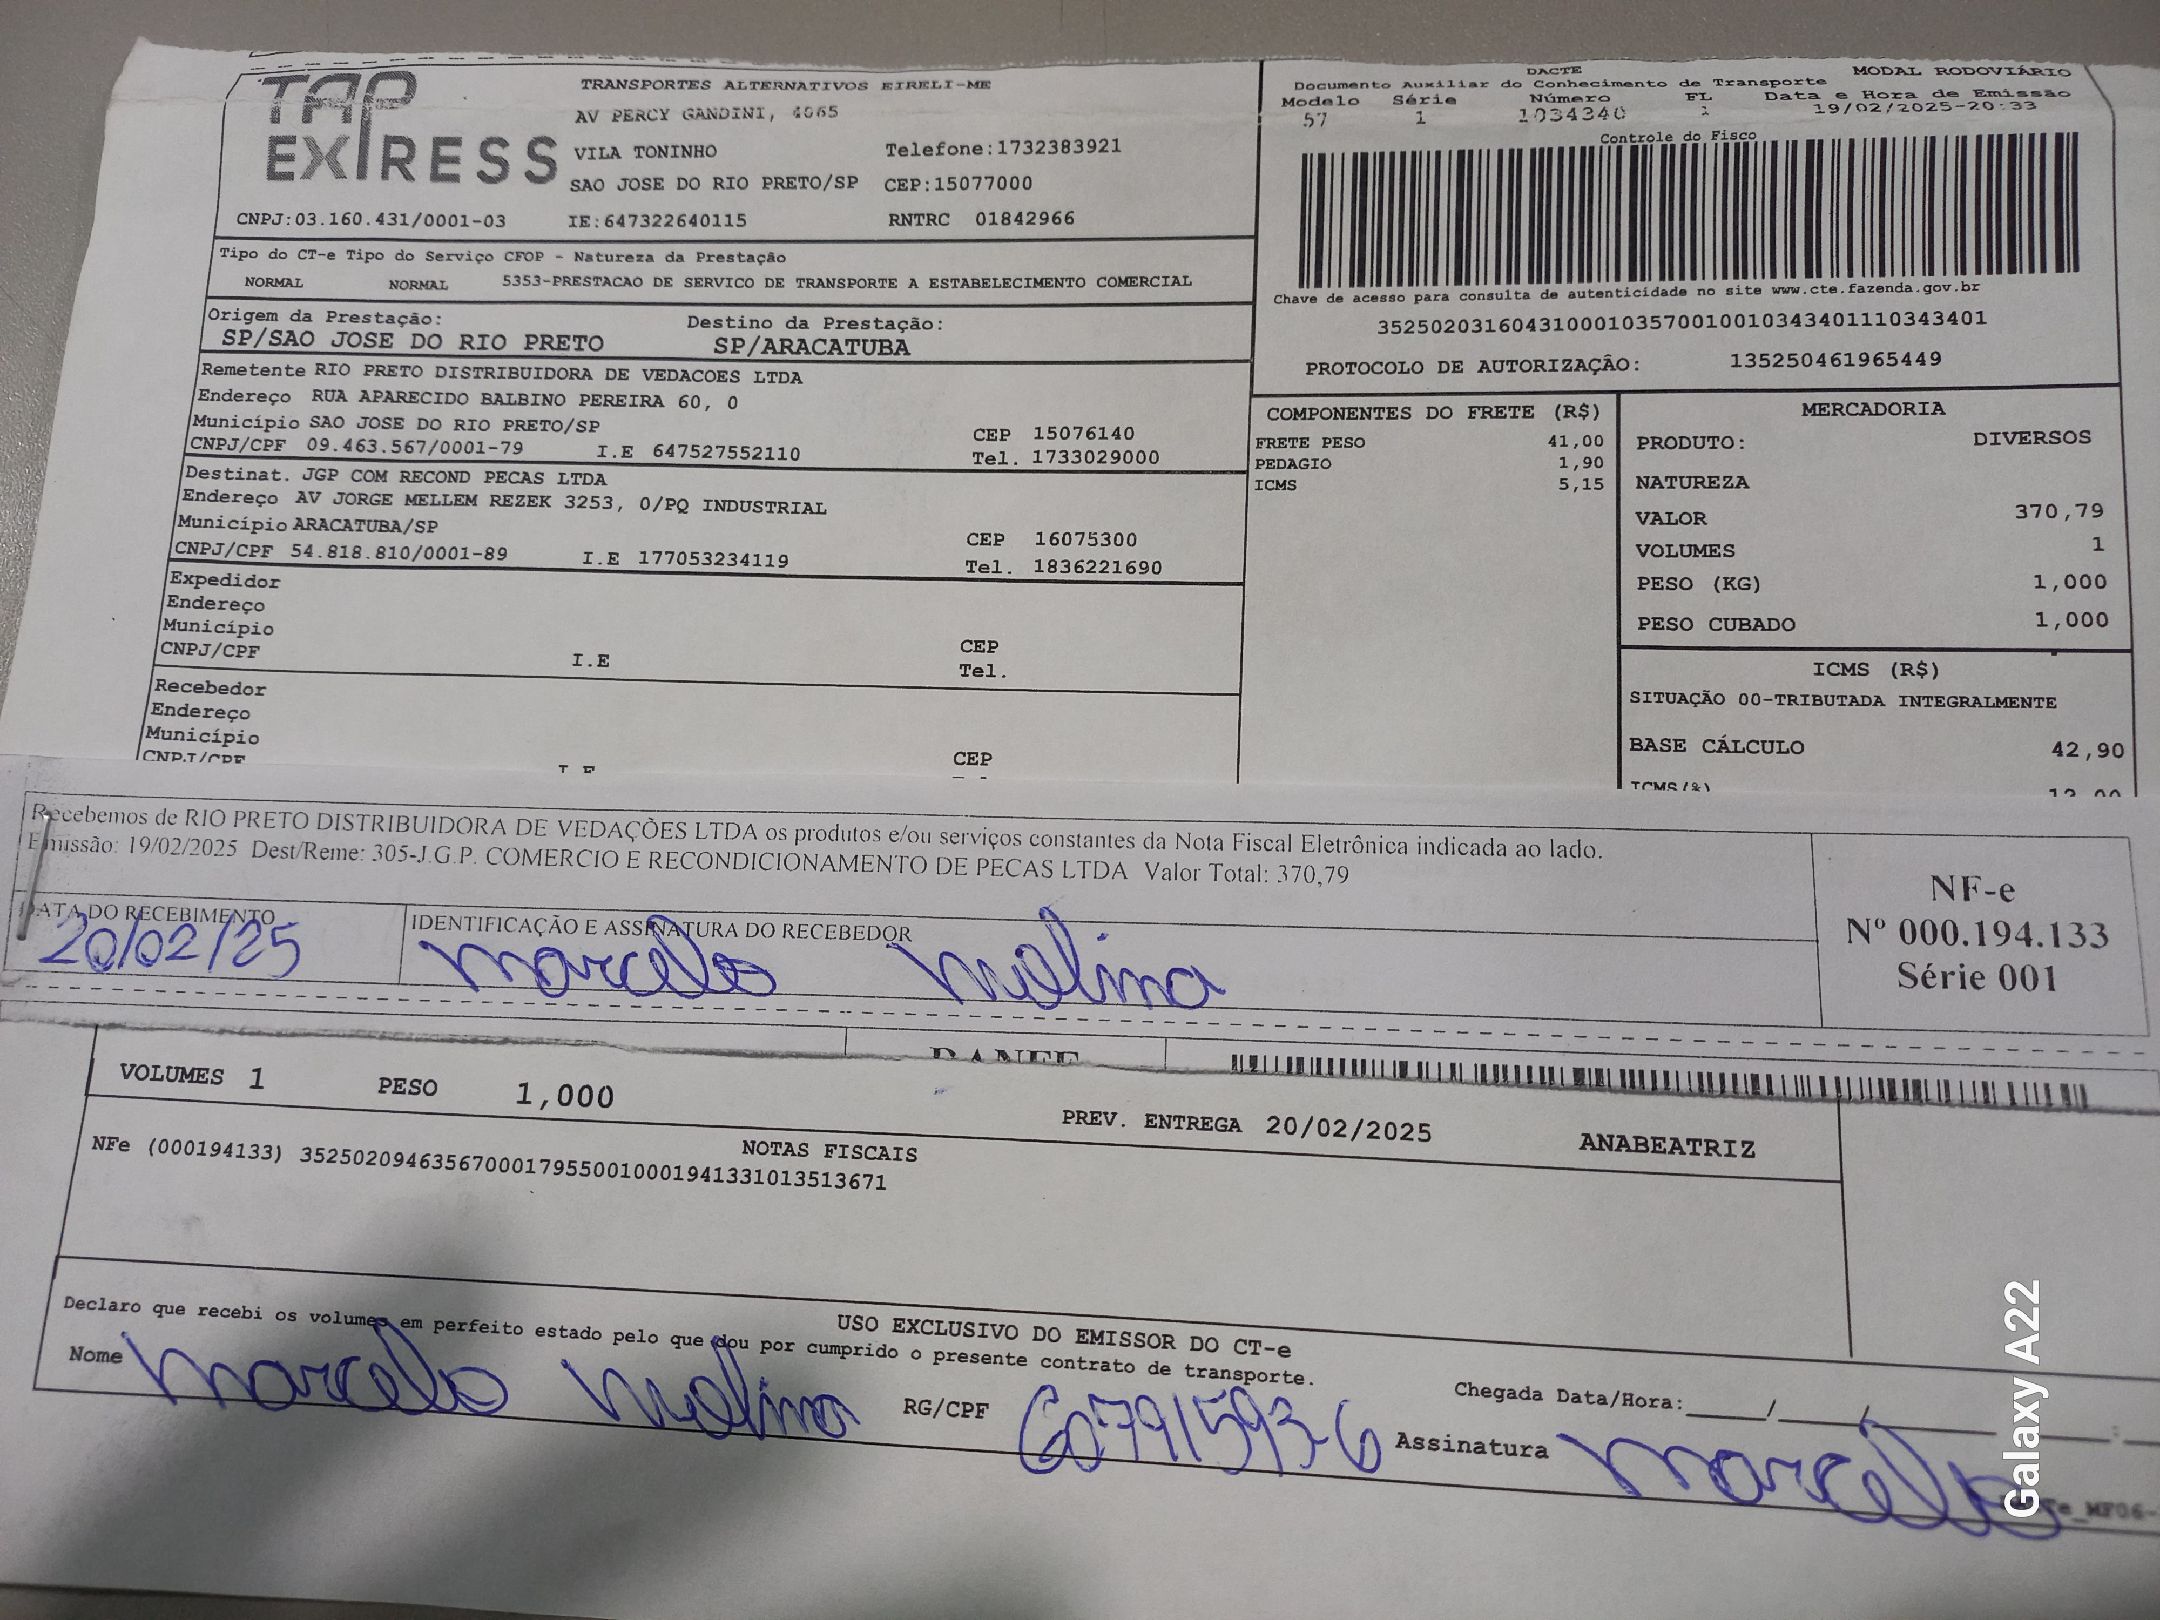 TAP EXPRESS
TRANSPORTES ALTERNATIVOS EIRELI-ME
AV PERCY GANDINI, 4065
VILA TONINHO Telefone:1732383921
SAO JOSE DO RIO PRETO/SP CEP:15077000
CNPJ:03.160.431/0001-03 IE:647322640115 RNTRC 01842966
DACTE MODAL RODOVIÁRIO
Documento Auxiliar do Conhecimento de Transporte
Modelo Série Número FL Data e Hora de Emissão
57 1 1034340 1 19/02/2025-20:33
Controle do Fisco
Chave de acesso para consulta de autenticidade no site www.cte.fazenda.gov.br
35250203160431000103570010010343401110343401
PROTOCOLO DE AUTORIZAÇÃO: 135250461965449
Tipo do CT-e Tipo do Serviço CFOP - Natureza da Prestação
NORMAL NORMAL 5353-PRESTACAO DE SERVICO DE TRANSPORTE A ESTABELECIMENTO COMERCIAL
Origem da Prestação: Destino da Prestação:
SP/SAO JOSE DO RIO PRETO SP/ARACATUBA
Remetente RIO PRETO DISTRIBUIDORA DE VEDACOES LTDA
Endereço RUA APARECIDO BALBINO PEREIRA 60, 0
Município SAO JOSE DO RIO PRETO/SP CEP 15076140
CNPJ/CPF 09.463.567/0001-79 I.E 647527552110 Tel. 1733029000
Destinat. JGP COM RECOND PECAS LTDA
Endereço AV JORGE MELLEM REZEK 3253, 0/PQ INDUSTRIAL
Município ARACATUBA/SP CEP 16075300
CNPJ/CPF 54.818.810/0001-89 I.E 177053234119 Tel. 1836221690
Expedidor
Endereço
Município CEP
CNPJ/CPF I.E Tel.
Recebedor
Endereço
Município CEP
CNPJ/CPF I.E
COMPONENTES DO FRETE (R$)
FRETE PESO 41,00
PEDAGIO 1,90
ICMS 5,15
MERCADORIA
PRODUTO: DIVERSOS
NATUREZA
VALOR 370,79
VOLUMES 1
PESO (KG) 1,000
PESO CUBADO 1,000
ICMS (R$)
SITUAÇÃO 00-TRIBUTADA INTEGRALMENTE
BASE CÁLCULO 42,90
ICMS(%) 12,00
Recebemos de RIO PRETO DISTRIBUIDORA DE VEDAÇÕES LTDA os produtos e/ou serviços constantes da Nota Fiscal Eletrônica indicada ao lado.
Emissão: 19/02/2025 Dest/Reme: 305-J.G.P. COMERCIO E RECONDICIONAMENTO DE PECAS LTDA Valor Total: 370,79
DATA DO RECEBIMENTO IDENTIFICAÇÃO E ASSINATURA DO RECEBEDOR
20/02/25 Marcelo Molina
NF-e
Nº 000.194.133
Série 001
DANFE
VOLUMES 1 PESO 1,000 PREV. ENTREGA 20/02/2025 ANABEATRIZ
NOTAS FISCAIS
NFe (000194133) 35250209463567000179550010001941331013513671
USO EXCLUSIVO DO EMISSOR DO CT-e
Declaro que recebi os volumes em perfeito estado pelo que dou por cumprido o presente contrato de transporte.
Nome Marcelo Molina RG/CPF 60791593-6 Chegada Data/Hora:____/____/____:
Assinatura Marcelo
Galaxy A22